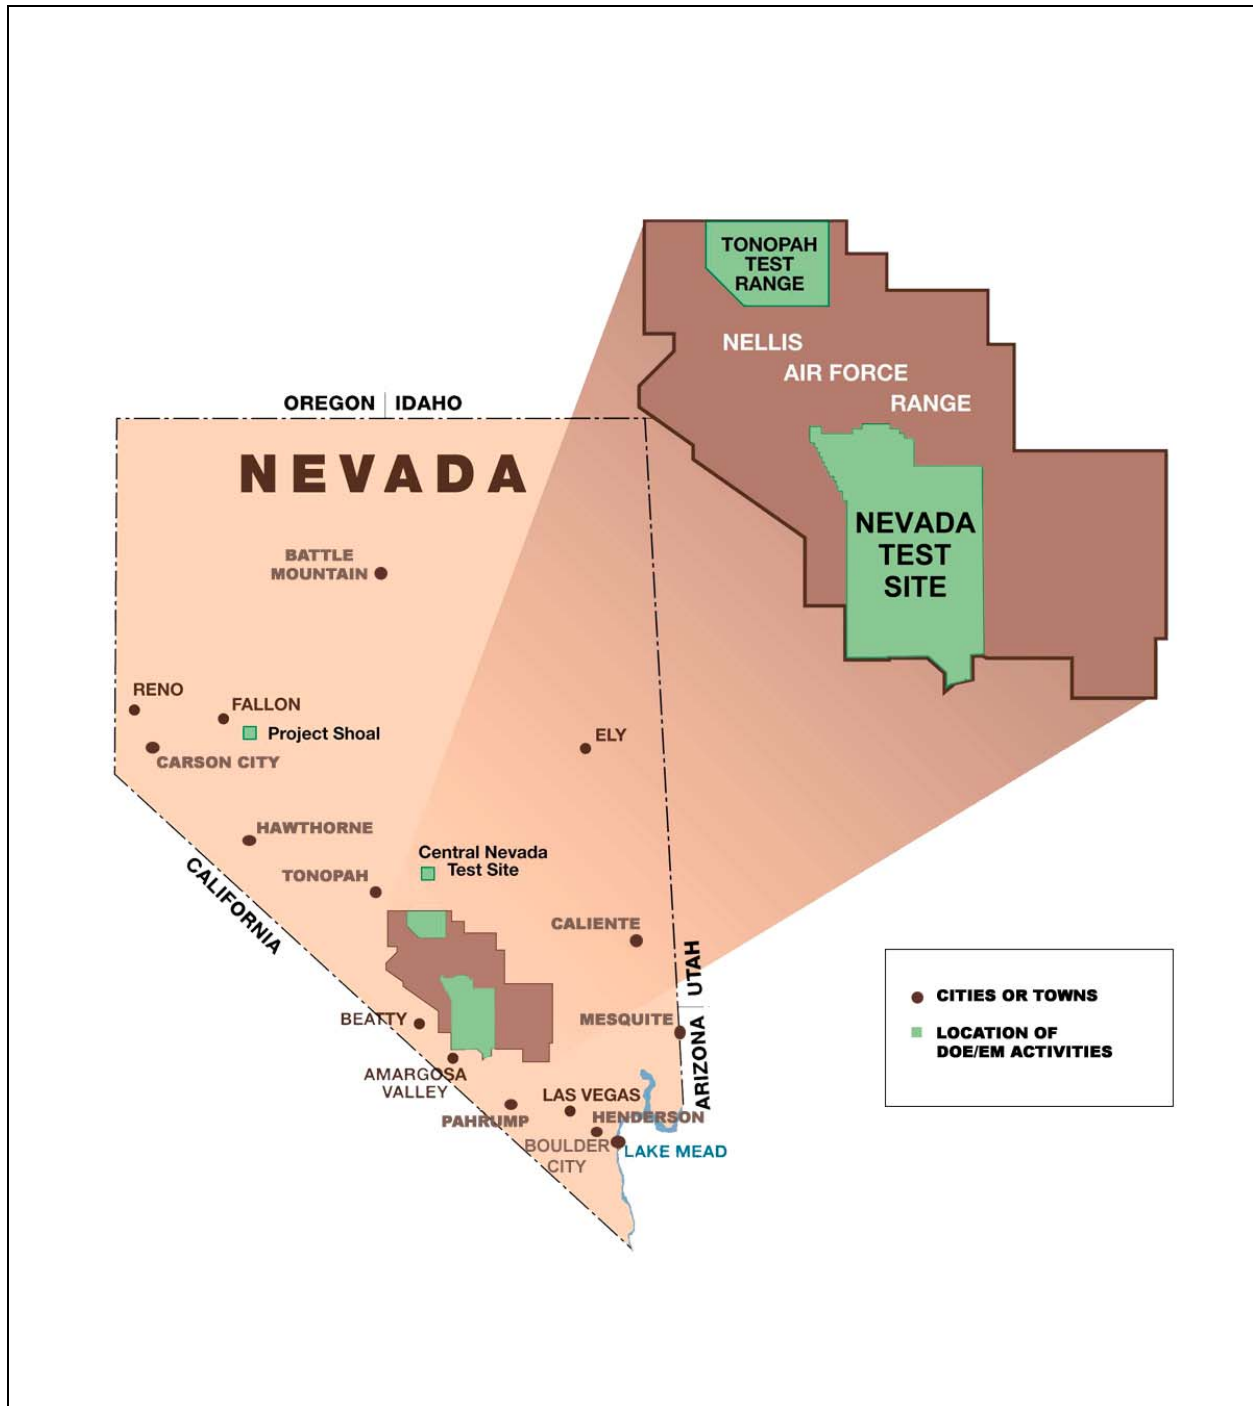 TONOPAH
TEST
RANGE
NELLIS
AIR FORCE
RANGE
OREGON IDAHO
NEVADA
NEVADA
TEST
SITE
BATTLE
MOUNTAIN
RENO
FALLON
Project Shoal
CARSON CITY
ELY
HAWTHORNE
CALIFORNIA
Central Nevada
Test Site
TONOPAH
CALIENTE
UTAH
ARIZONA
BEATTY
MESQUITE
AMARGOSA
VALLEY
LAS VEGAS
PAHRUMP
HENDERSON
BOULDER
CITY
LAKE MEAD
CITIES OR TOWNS
LOCATION OF
DOE/EM ACTIVITIES